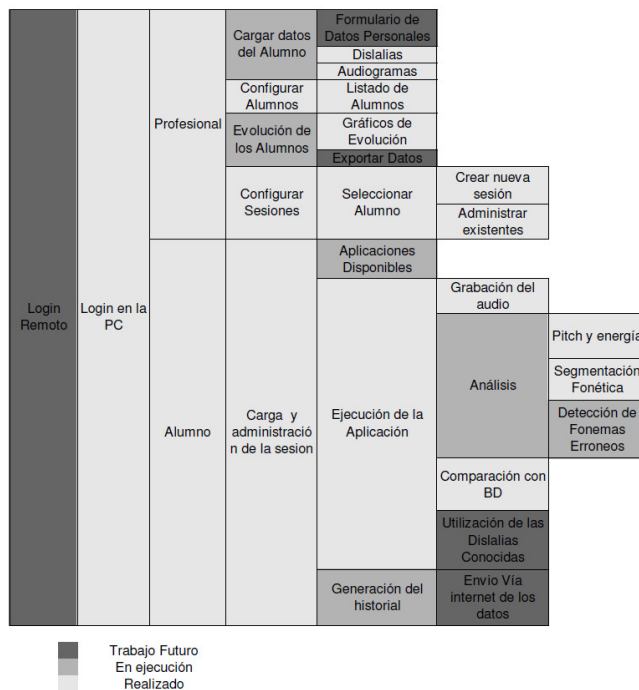 Formulario de
Datos Personales
Cargar datos
del Alumno
Dislalias
Audiogramas
Configurar
Alumnos
Listado de
Alumnos
Profesional
Evolución de
los Alumnos
Gráficos de
Evolución
Exportar Datos
Configurar
Sesiones
Seleccionar
Alumno
Crear nueva
sesión
Administrar
existentes
Aplicaciones
Disponibles
Login
Remoto
Login en la
PC
Grabación del
audio
Pitch y energía
Análisis
Segmentación
Fonética
Alumno
Carga y
administració
n de la sesion
Ejecución de la
Aplicación
Detección de
Fonemas
Erroneos
Comparación con
BD
Utilización de las
Dislalias
Conocidas
Generación del
historial
Envio Vía
internet de los
datos
Trabajo Futuro
En ejecución
Realizado